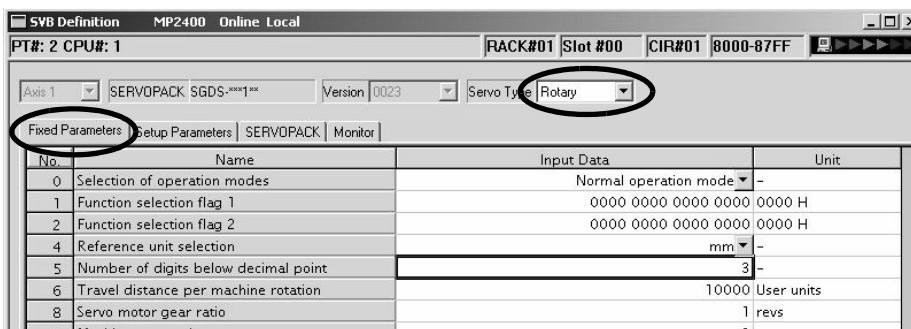 SVB Definition MP2400 Online Local
PT#: 2 CPU#: 1 RACK#01 Slot #00 CIR#01 8000-87FF
Axis 1 SERVOPACK SGDS-***1** Version 0023 Servo Type Rotary
Fixed Parameters Setup Parameters SERVOPACK Monitor
No. Name Input Data Unit
0 Selection of operation modes Normal operation mode -
1 Function selection flag 1 0000 0000 0000 0000 0000 H
2 Function selection flag 2 0000 0000 0000 0000 0000 H
4 Reference unit selection mm -
5 Number of digits below decimal point 3 -
6 Travel distance per machine rotation 10000 User units
8 Servo motor gear ratio 1 revs